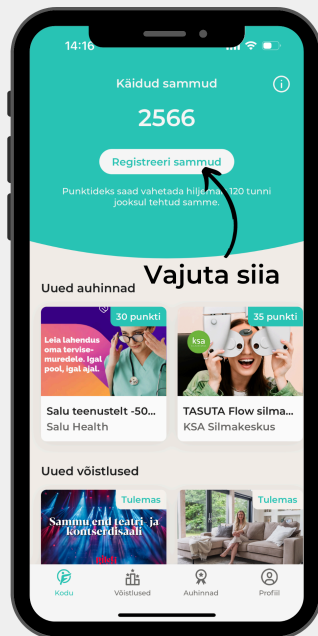 14:16
Käidud sammud
2566
Registreeri sammud
Punktideks saad vahetada hiljemalt 120 tunni
jooksul tehtud samme.
Vajuta siia
Uued auhinnad
30 punkti
Leia lahendus
oma tervise-
muredele. Igal
pool, igal ajal.
Salu teenustelt -50...
Salu Health
35 punkti
ksa
TASUTA Flow silma...
KSA Silmakeskus
Uued võistlused
Tulemas
Sammu end teatri- ja
kontserdisaali
Tulemas
Kodu
Võistlused
Auhinnad
Profiil